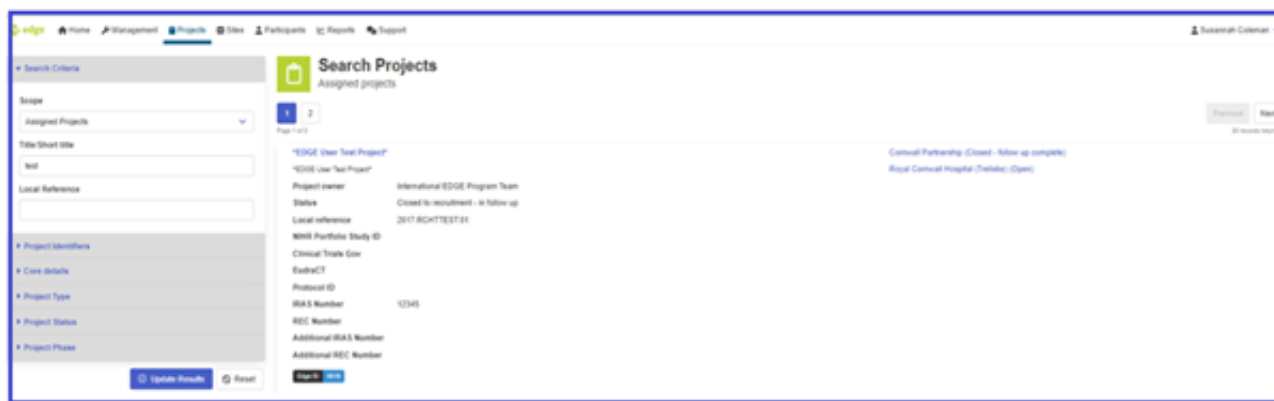 edge Home Management Projects Sites Participants Reports Support Susannah Coleman
Search Criteria
Scope
Assigned Projects
Title/Short title
test
Local Reference
Project Identifiers
Core details
Project Type
Project Status
Project Phase
Update Results Reset
Search Projects
Assigned projects
1 2
Previous Next
Page 1 of 2
*EDGE User Test Project*
*EDGE User Test Project*
Project owner International EDGE Program Team
Status Closed to recruitment - in follow up
Local reference
NIHR Portfolio Study ID
Clinical Trials Gov
EudraCT
Protocol ID
IRAS Number 12345
REC Number
Additional IRAS Number
Additional REC Number
Edge ID
Cornwall Partnership (Closed - follow up complete)
Royal Cornwall Hospital (Treliske) (Open)